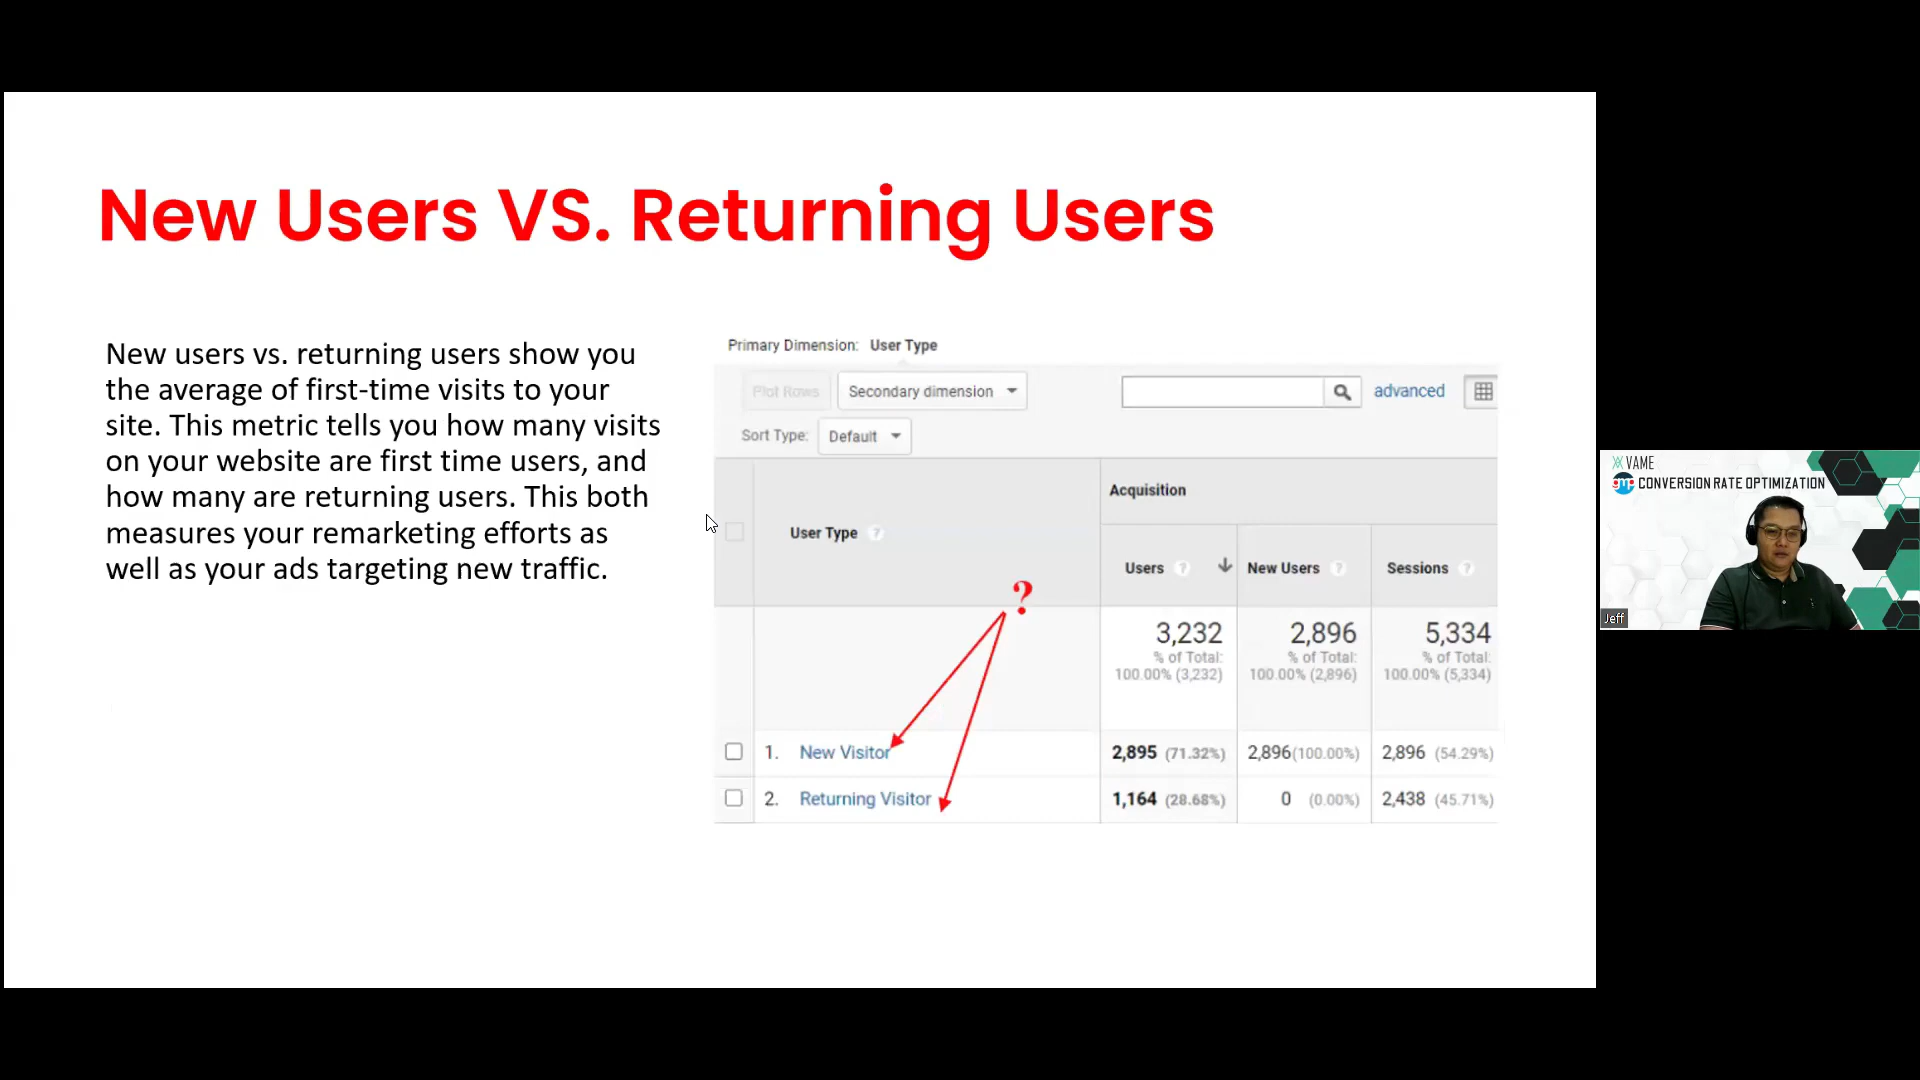 New Users VS. Returning Users
New users vs. returning users show you
the average of first-time visits to your
site. This metric tells you how many visits
on your website are first time users, and
how many are returning users. This both
measures your remarketing efforts as
well as your ads targeting new traffic.
Primary Dimension: User Type
Plot Rows Secondary dimension advanced
Sort Type: Default
Acquisition
User Type ?
Users ? New Users ? Sessions ?
?
3,232 2,896 5,334
% of Total: % of Total: % of Total:
100.00% (3,232) 100.00% (2,896) 100.00% (5,334)
1. New Visitor 2,895 (71.32%) 2,896(100.00%) 2,896 (54.29%)
2. Returning Visitor 1,164 (28.68%) 0 (0.00%) 2,438 (45.71%)
VAME
gmp CONVERSION RATE OPTIMIZATION
Jeff